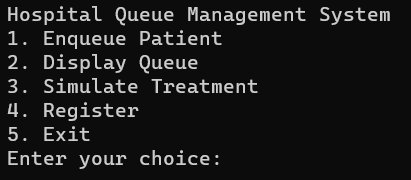 Hospital Queue Management System
1. Enqueue Patient
2. Display Queue
3. Simulate Treatment
4. Register
5. Exit
Enter your choice: